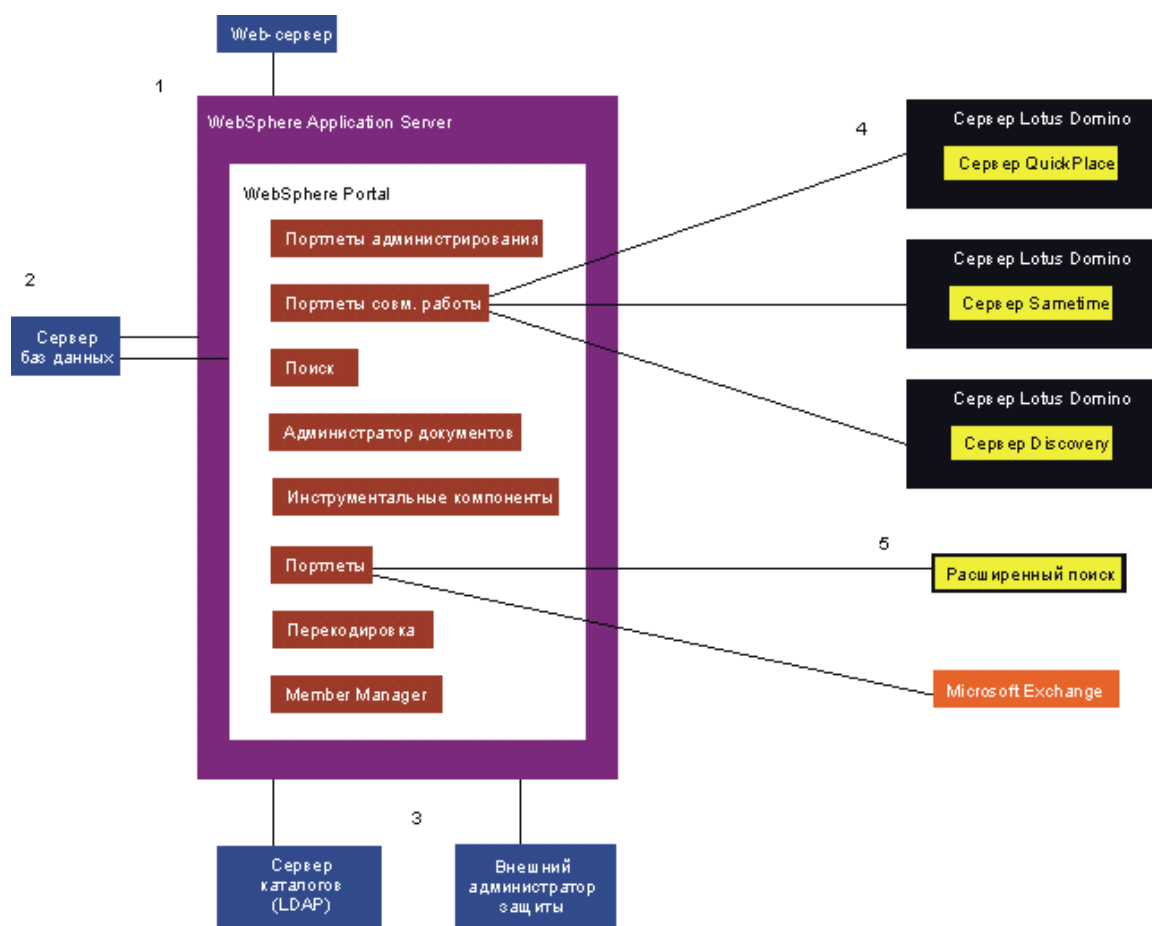 Web-сервер
1
WebSphere Application Server
WebSphere Portal
Портлеты администрирования
Портлеты совм. работы
Поиск
Администратор документов
Инструментальные компоненты
Портлеты
Перекодировка
Member Manager
2
Сервер
баз данных
3
Сервер
каталогов
(LDAP)
Внешний
администратор
защиты
4
Сервер Lotus Domino
Сервер QuickPlace
Сервер Lotus Domino
Сервер Sametime
Сервер Lotus Domino
Сервер Discovery
5
Расширенный поиск
Microsoft Exchange